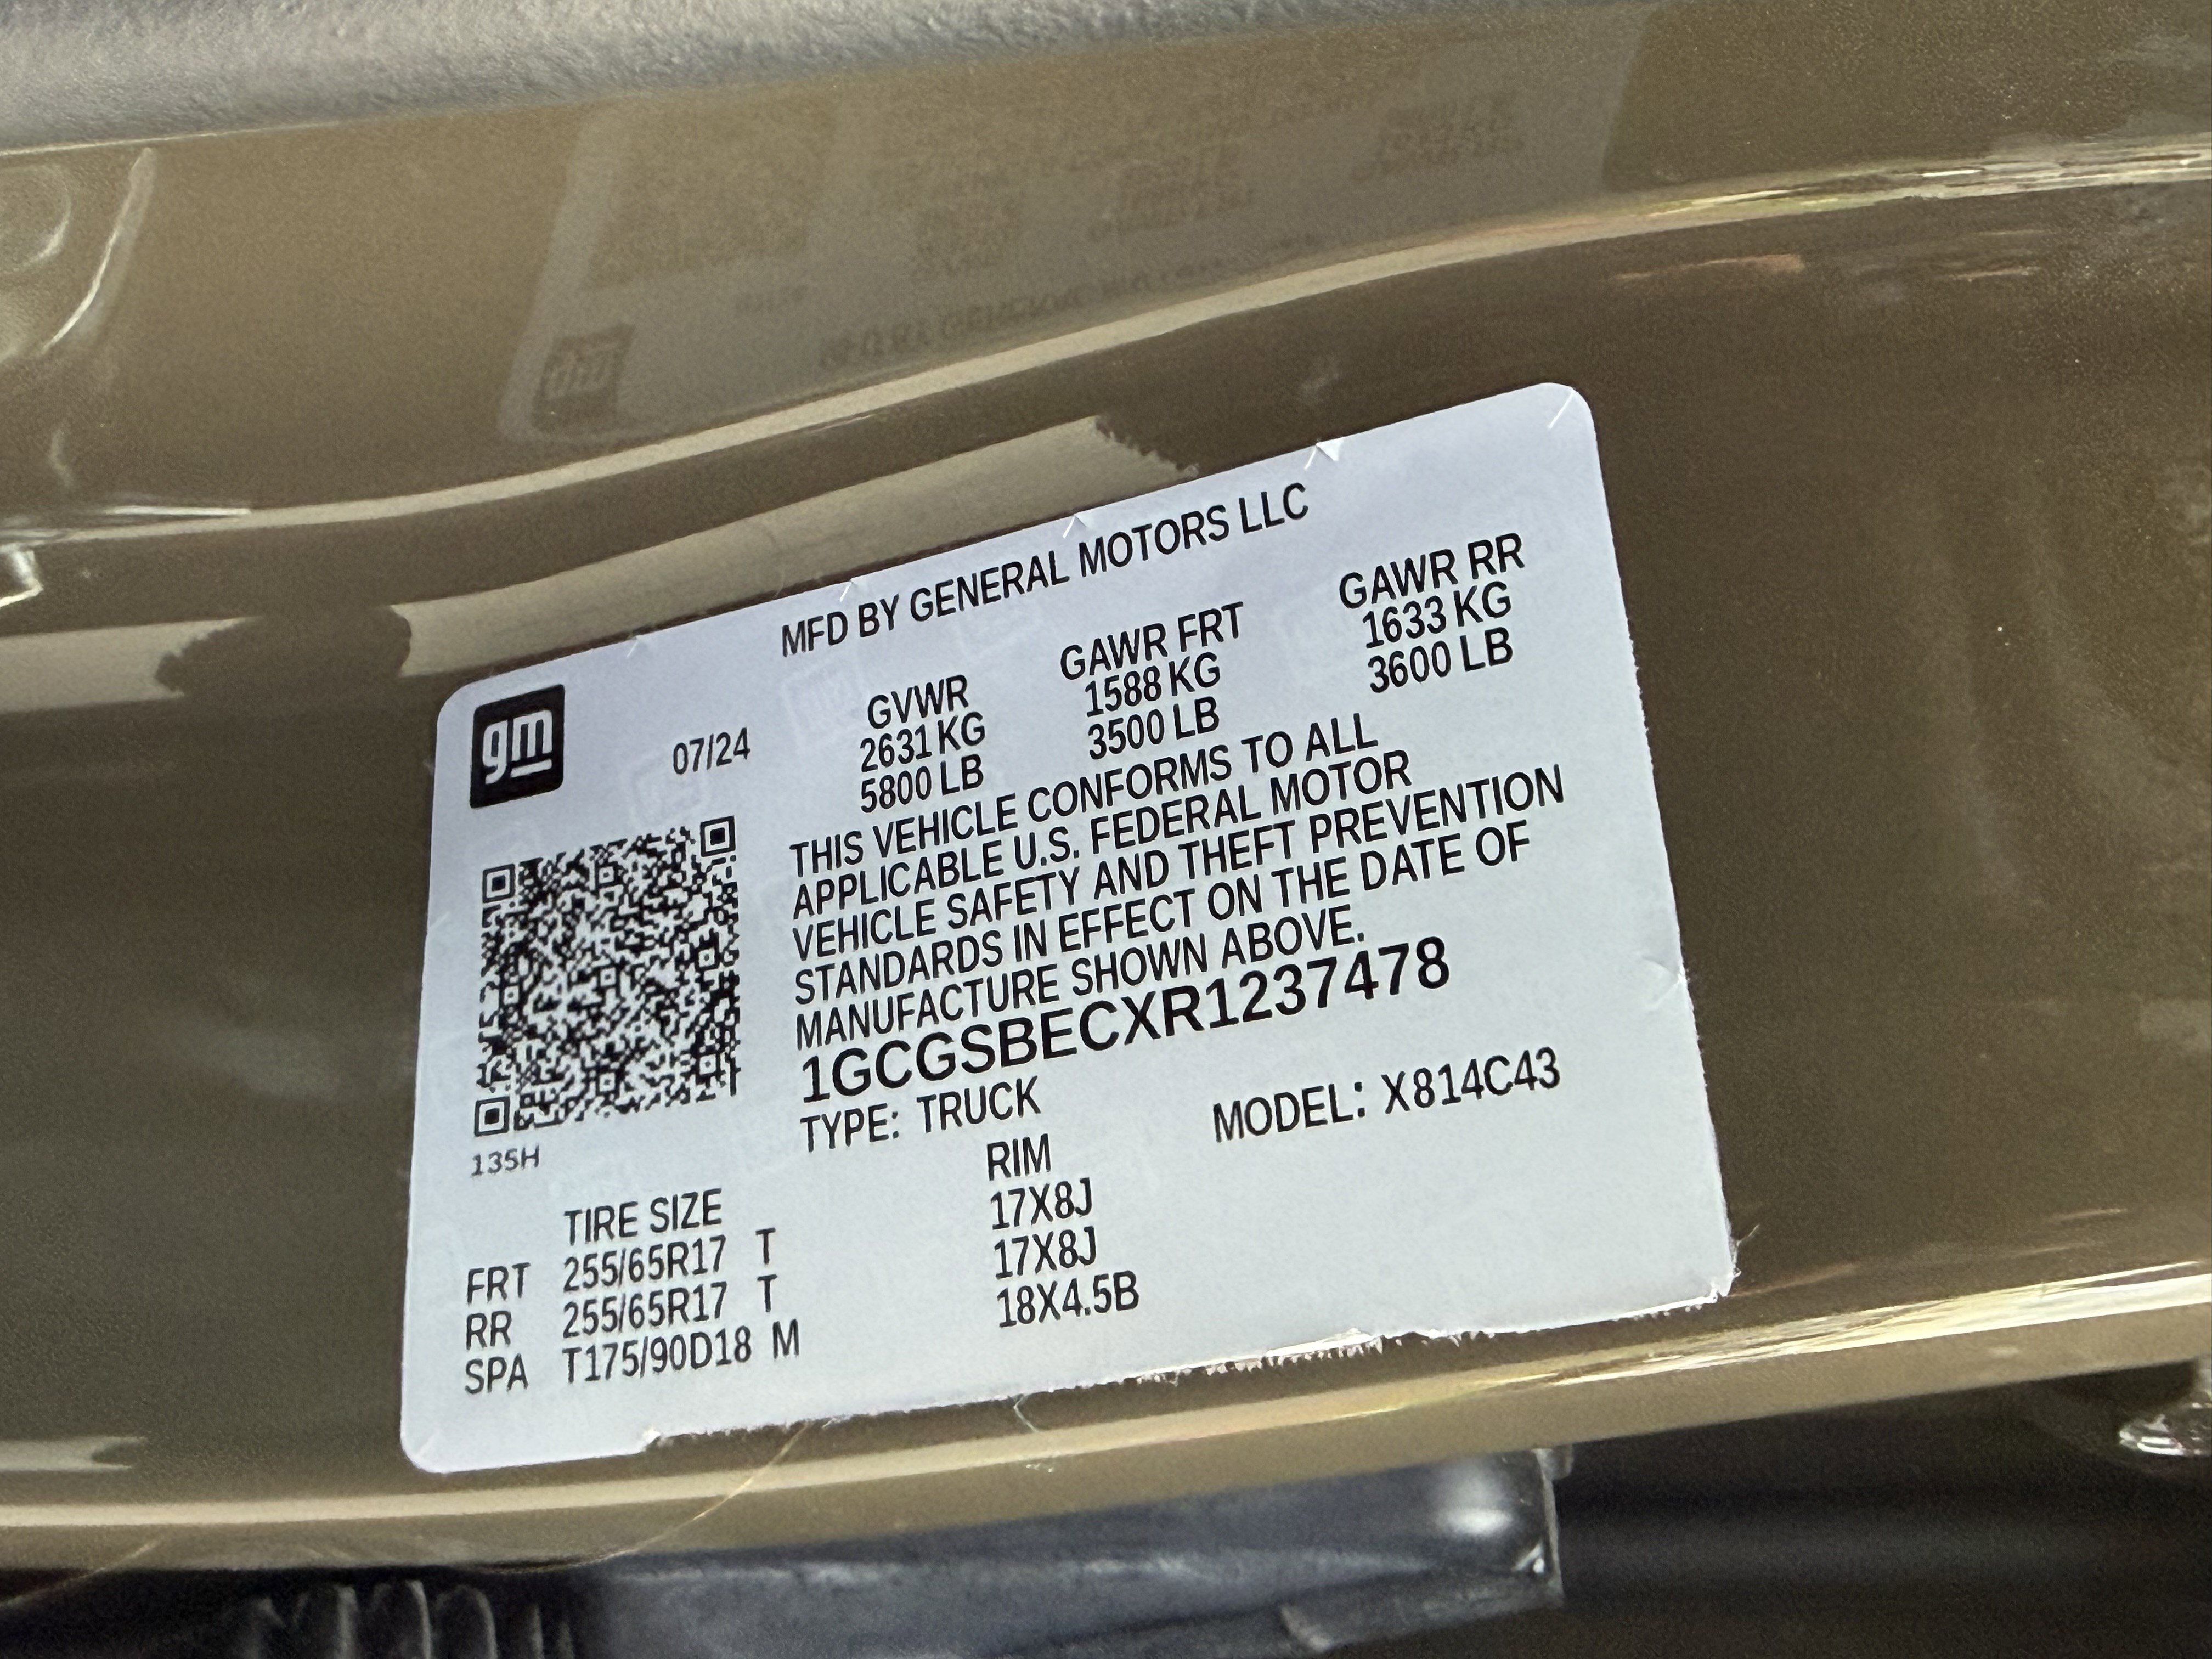 MFD BY GENERAL MOTORS LLC
gm
07/24
GVWR GAWR FRT GAWR RR
2631 KG 1588 KG 1633 KG
5800 LB 3500 LB 3600 LB
THIS VEHICLE CONFORMS TO ALL
APPLICABLE U.S. FEDERAL MOTOR
VEHICLE SAFETY AND THEFT PREVENTION
STANDARDS IN EFFECT ON THE DATE OF
MANUFACTURE SHOWN ABOVE.
1GCGSBECXR1237478
TYPE: TRUCK MODEL: X814C43
135H
TIRE SIZE RIM
FRT 255/65R17 T 17X8J
RR 255/65R17 T 17X8J
SPA T175/90D18 M 18X4.5B